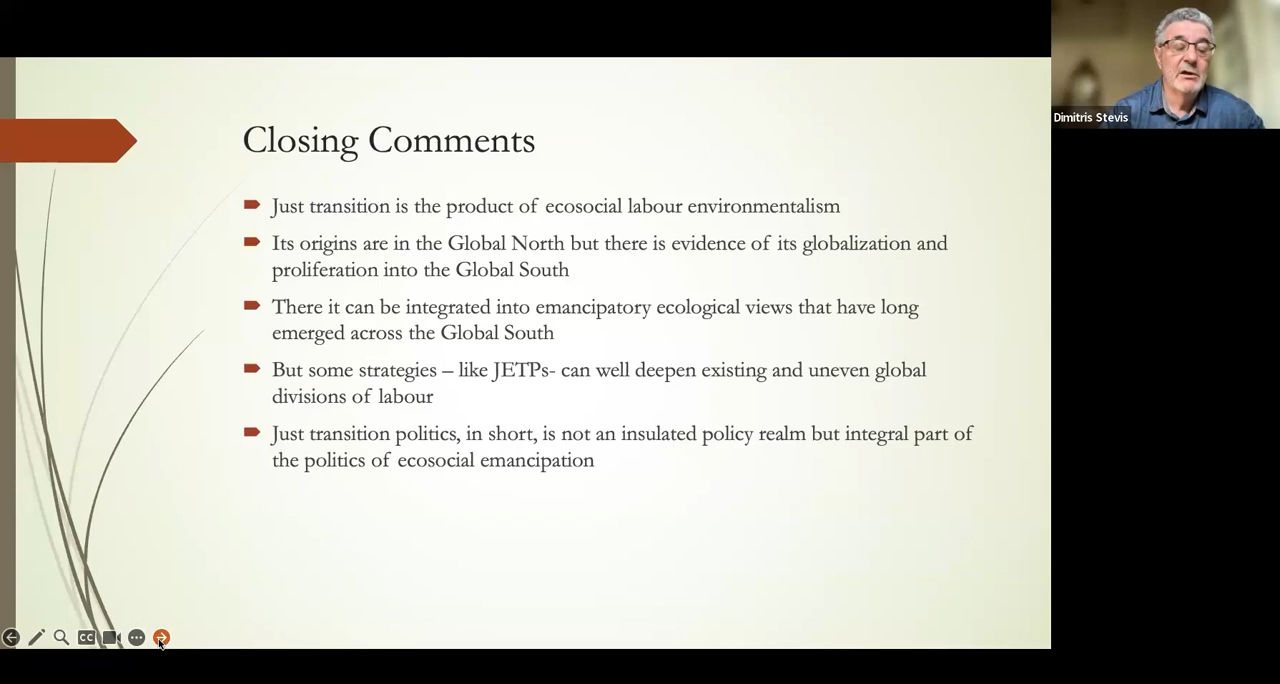 Closing Comments
Just transition is the product of ecosocial labour environmentalism
Its origins are in the Global North but there is evidence of its globalization and
proliferation into the Global South
There it can be integrated into emancipatory ecological views that have long
emerged across the Global South
But some strategies – like JETPs- can well deepen existing and uneven global
divisions of labour
Just transition politics, in short, is not an insulated policy realm but integral part of
the politics of ecosocial emancipation
Dimitris Stevis
CC